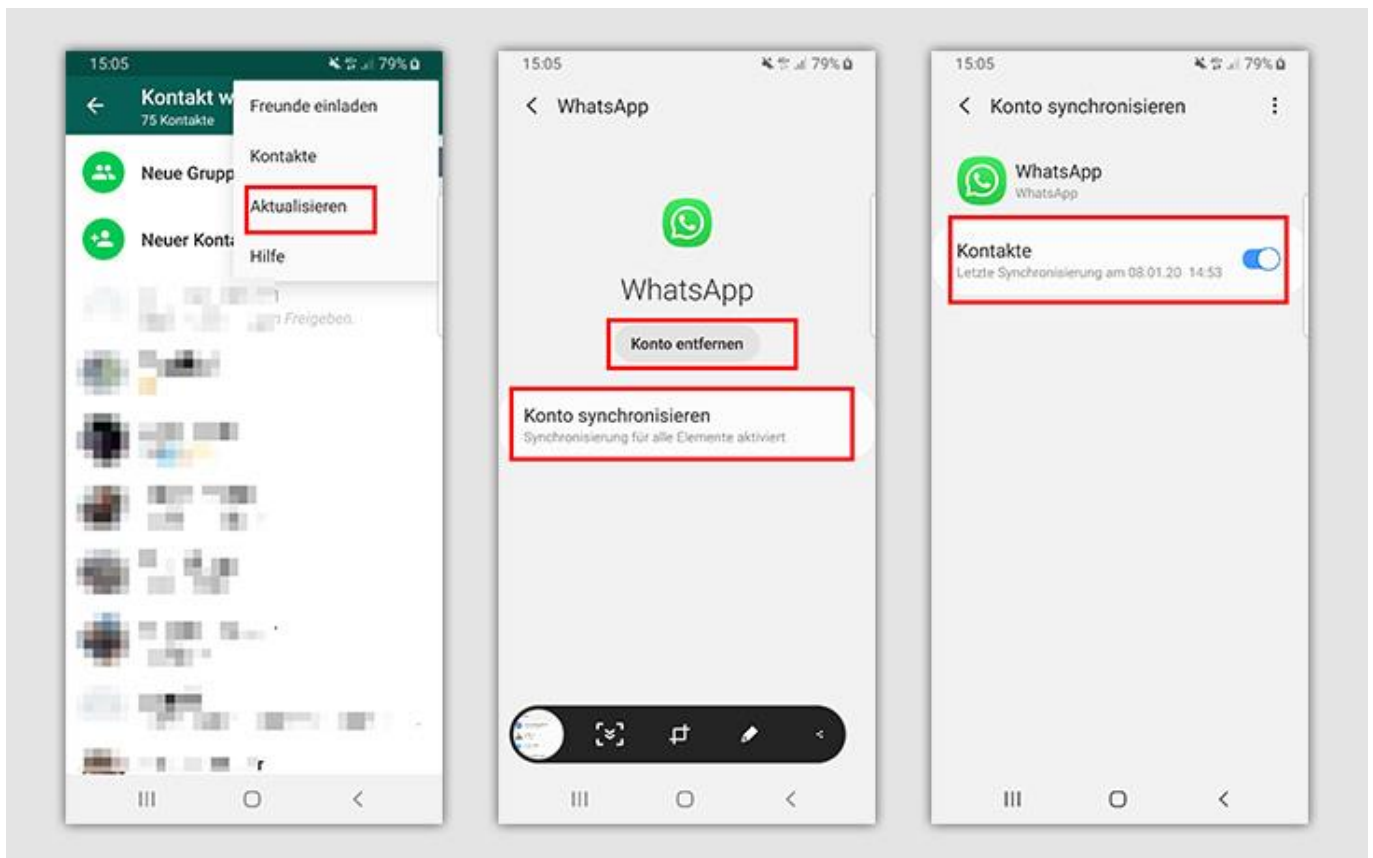 15:05 79%
Kontakt w
75 Kontakte
Freunde einladen
Kontakte
Neue Grupp
Aktualisieren
Neuer Konta
Hilfe
Freigeben.
15:05 79%
WhatsApp
WhatsApp
Konto entfernen
Konto synchronisieren
Synchronisierung für alle Elemente aktiviert
15:05 79%
Konto synchronisieren
WhatsApp
WhatsApp
Kontakte
Letzte Synchronisierung am 08.01.20 14:53